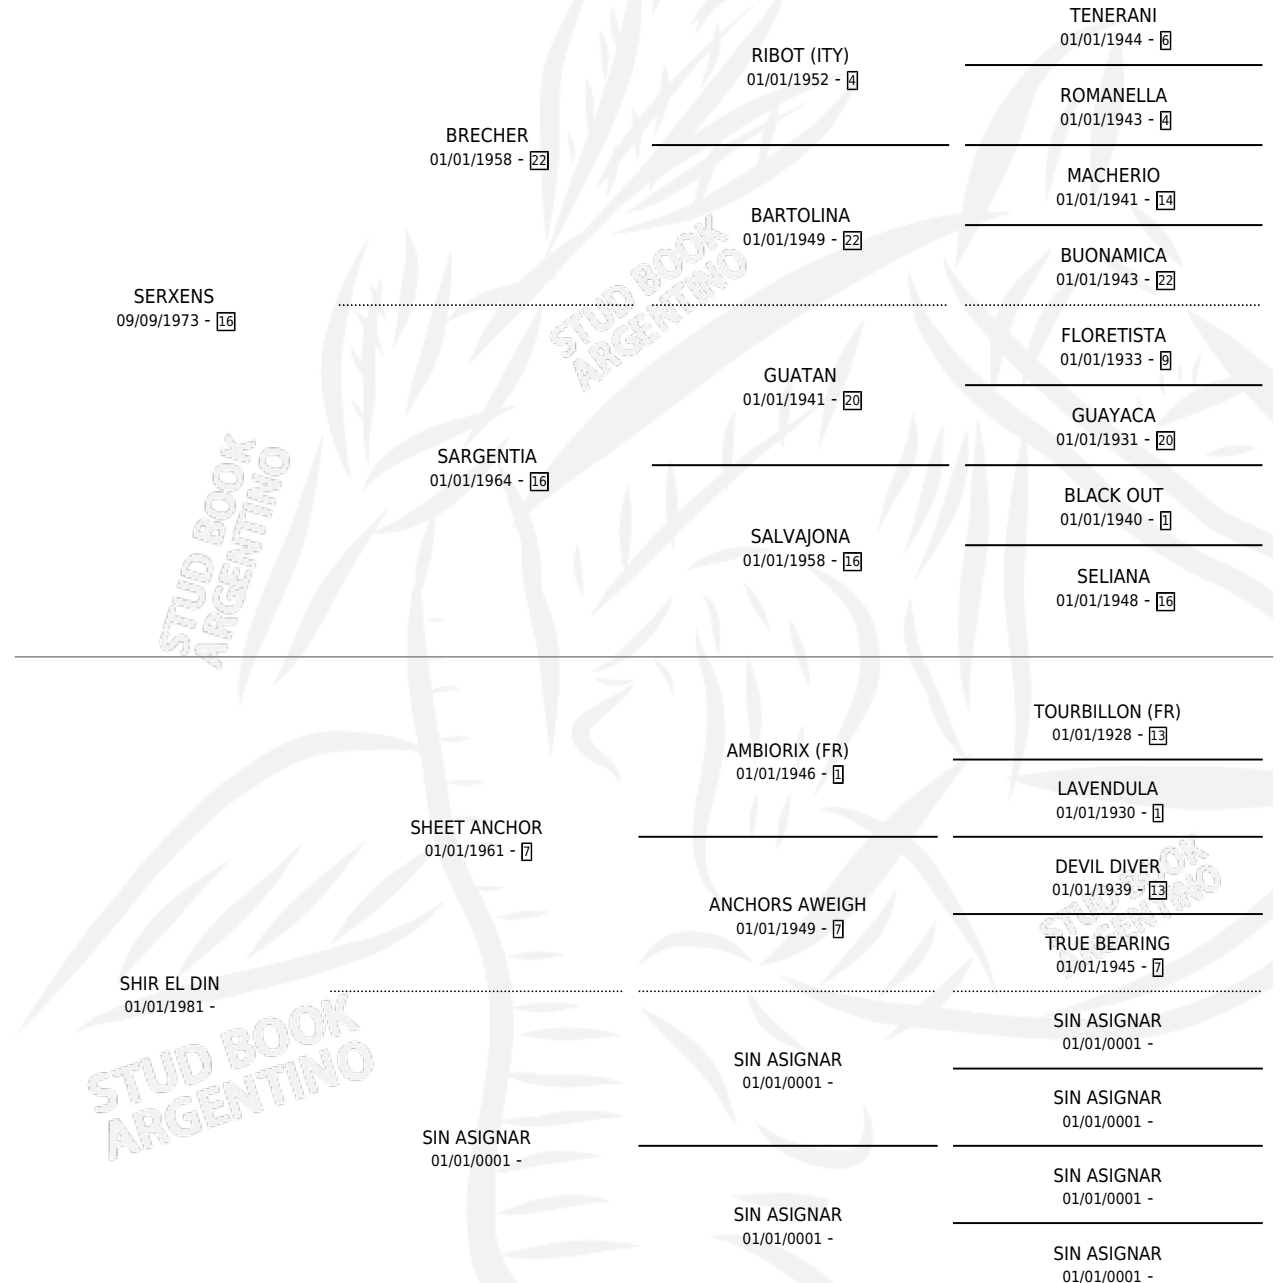 TENERANI
01/01/1944 - 6
RIBOT (ITY)
01/01/1952 - 4
ROMANELLA
01/01/1943 - 4
BRECHER
01/01/1958 - 22
MACHERIO
01/01/1941 - 14
BARTOLINA
01/01/1949 - 22
BUONAMICA
01/01/1943 - 22
SERXENS
09/09/1973 - 16
STUD BOOK
ARGENTINO
FLORETISTA
01/01/1933 - 9
GUATAN
01/01/1941 - 20
GUAYACA
01/01/1931 - 20
SARGENTIA
01/01/1964 - 16
BLACK OUT
01/01/1940 - 1
SALVAJONA
01/01/1958 - 16
SELIANA
01/01/1948 - 16
STUD BOOK
ARGENTINO
TOURBILLON (FR)
01/01/1928 - 13
AMBIORIX (FR)
01/01/1946 - 1
LAVENDULA
01/01/1930 - 1
SHEET ANCHOR
01/01/1961 - 7
DEVIL DIVER
01/01/1939 - 13
ANCHORS AWEIGH
01/01/1949 - 7
TRUE BEARING
01/01/1945 - 7
STUD BOOK
ARGENTINO
SHIR EL DIN
01/01/1981 -
SIN ASIGNAR
01/01/0001 -
SIN ASIGNAR
01/01/0001 -
SIN ASIGNAR
01/01/0001 -
STUD BOOK
ARGENTINO
SIN ASIGNAR
01/01/0001 -
SIN ASIGNAR
01/01/0001 -
SIN ASIGNAR
01/01/0001 -
SIN ASIGNAR
01/01/0001 -